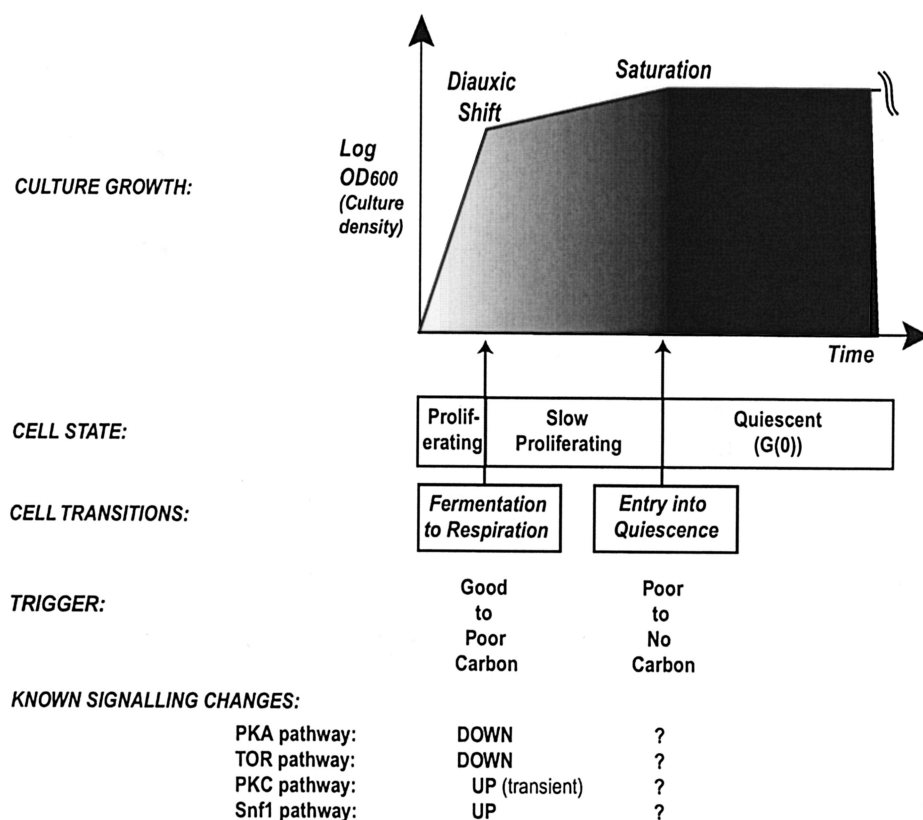 Saturation
Diauxic
Shift
Log
OD600
(Culture
density)
CULTURE GROWTH:
Time
CELL STATE:
Prolif-
erating
Slow
Proliferating
Quiescent
(G(0))
CELL TRANSITIONS:
Fermentation
to Respiration
Entry into
Quiescence
TRIGGER:
Good
to
Poor
Carbon
Poor
to
No
Carbon
KNOWN SIGNALLING CHANGES:
PKA pathway: DOWN ?
TOR pathway: DOWN ?
PKC pathway: UP (transient) ?
Snf1 pathway: UP ?